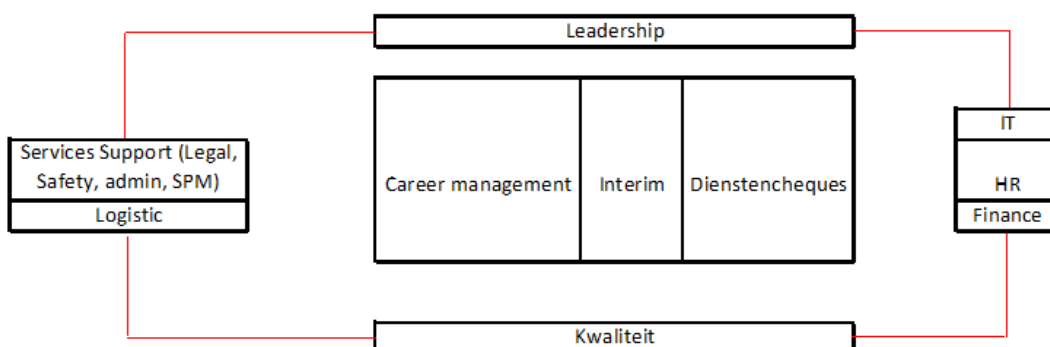 Leadership
Services Support (Legal,
Safety, admin, SPM)
Logistic
Career management
Interim
Dienstencheques
IT
HR
Finance
Kwaliteit